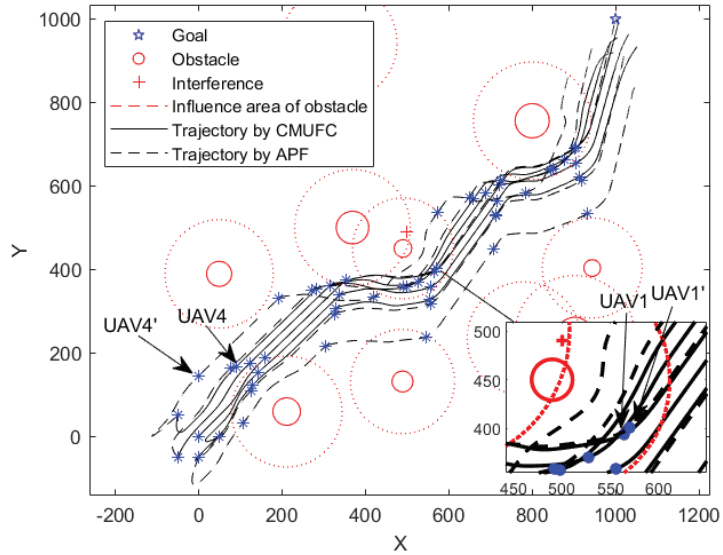 1000
800
600
400
200
0
Y
Goal
Obstacle
Interference
Influence area of obstacle
Trajectory by CMUFC
Trajectory by APF
UAV4'
UAV4
UAV1
UAV1'
500
450
400
450
500
550
600
-200
0
200
400
600
800
1000
1200
X